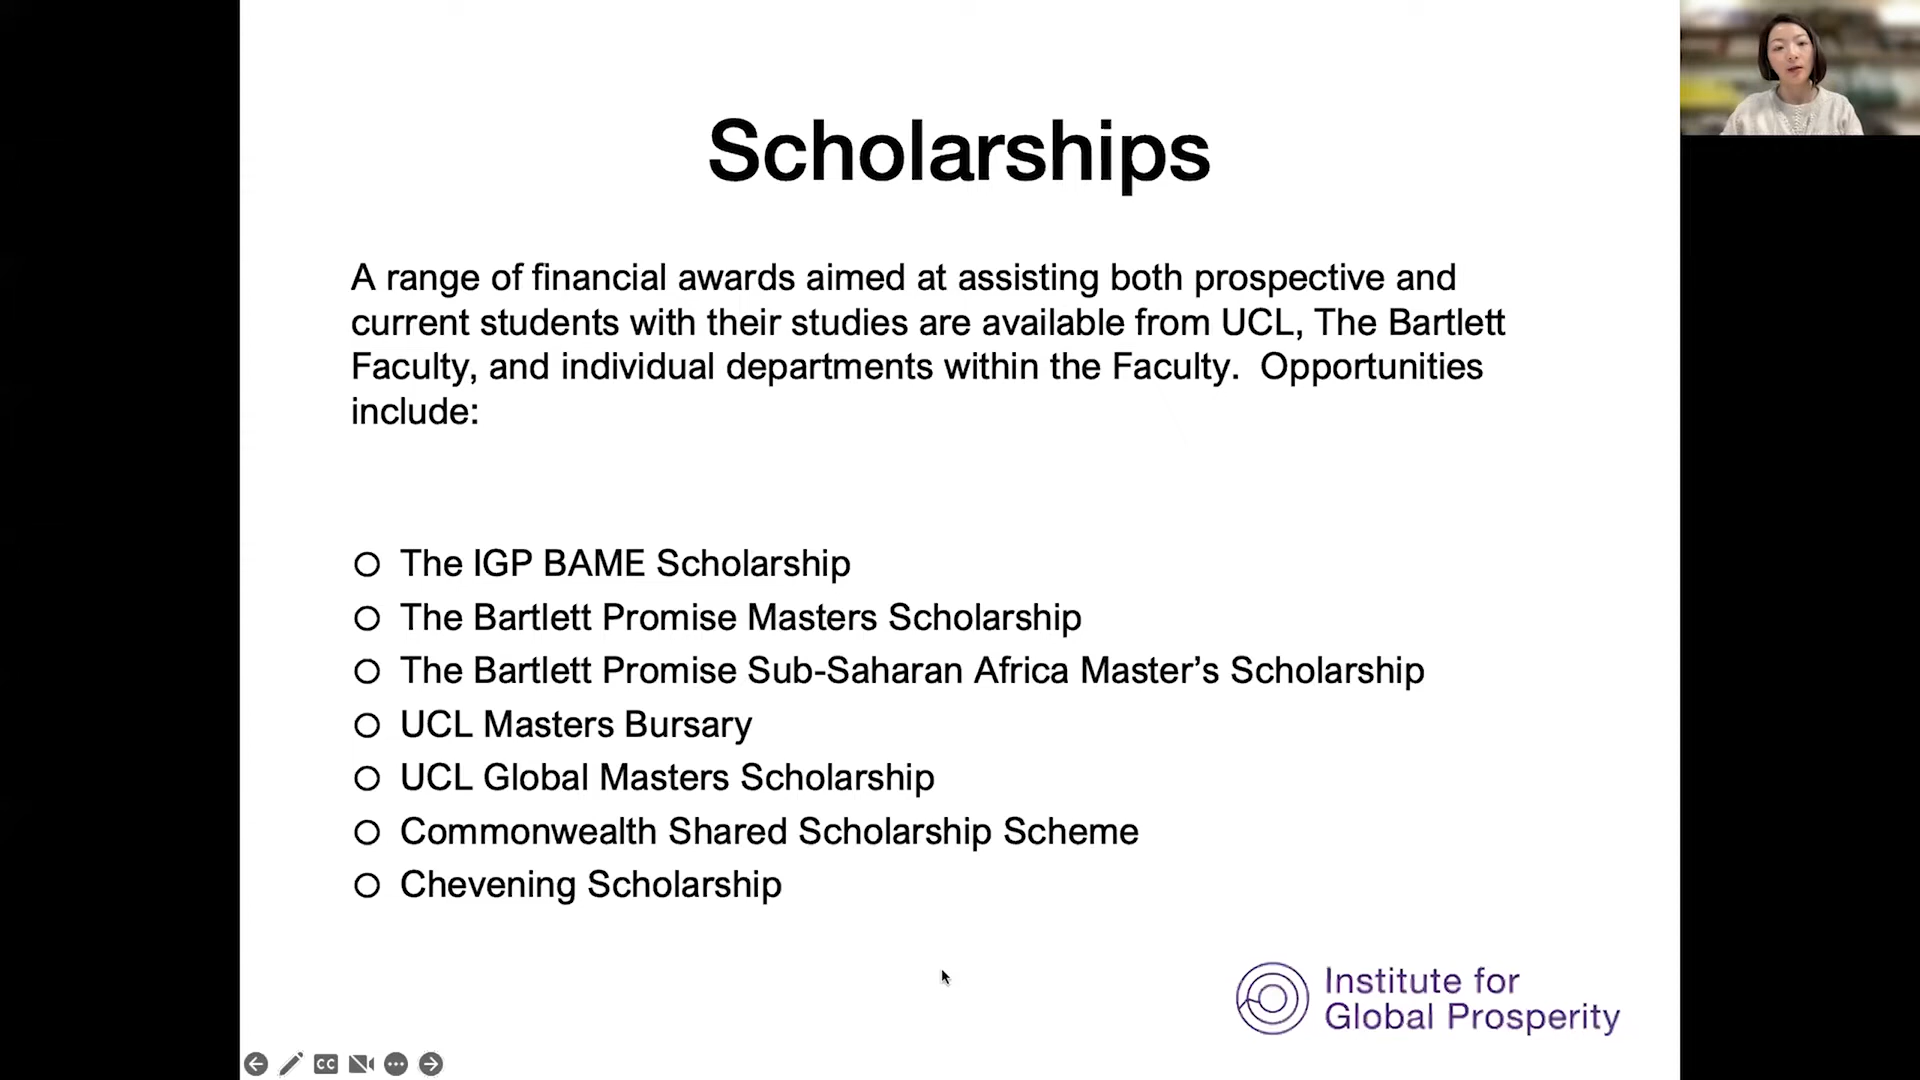 Scholarships
A range of financial awards aimed at assisting both prospective and
current students with their studies are available from UCL, The Bartlett
Faculty, and individual departments within the Faculty.  Opportunities
include:
The IGP BAME Scholarship
The Bartlett Promise Masters Scholarship
The Bartlett Promise Sub-Saharan Africa Master’s Scholarship
UCL Masters Bursary
UCL Global Masters Scholarship
Commonwealth Shared Scholarship Scheme
Chevening Scholarship
Institute for
Global Prosperity
CC